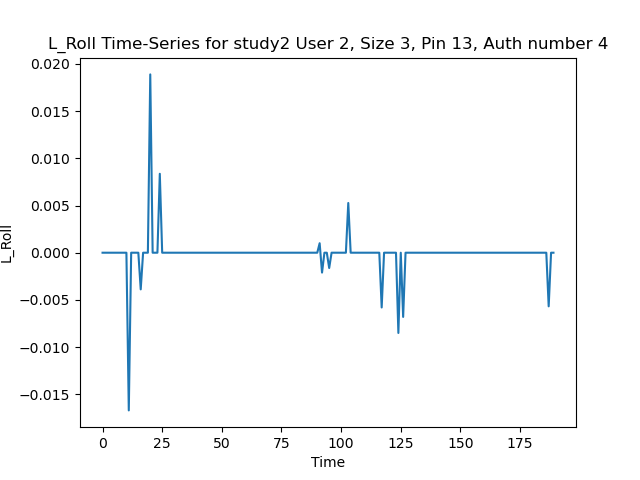 L_Roll Time-Series for study2 User 2, Size 3, Pin 13, Auth number 4
0.020
0.015
0.010
0.005
0.000
−0.005
−0.010
−0.015
L_Roll
0 25 50 75 100 125 150 175
Time